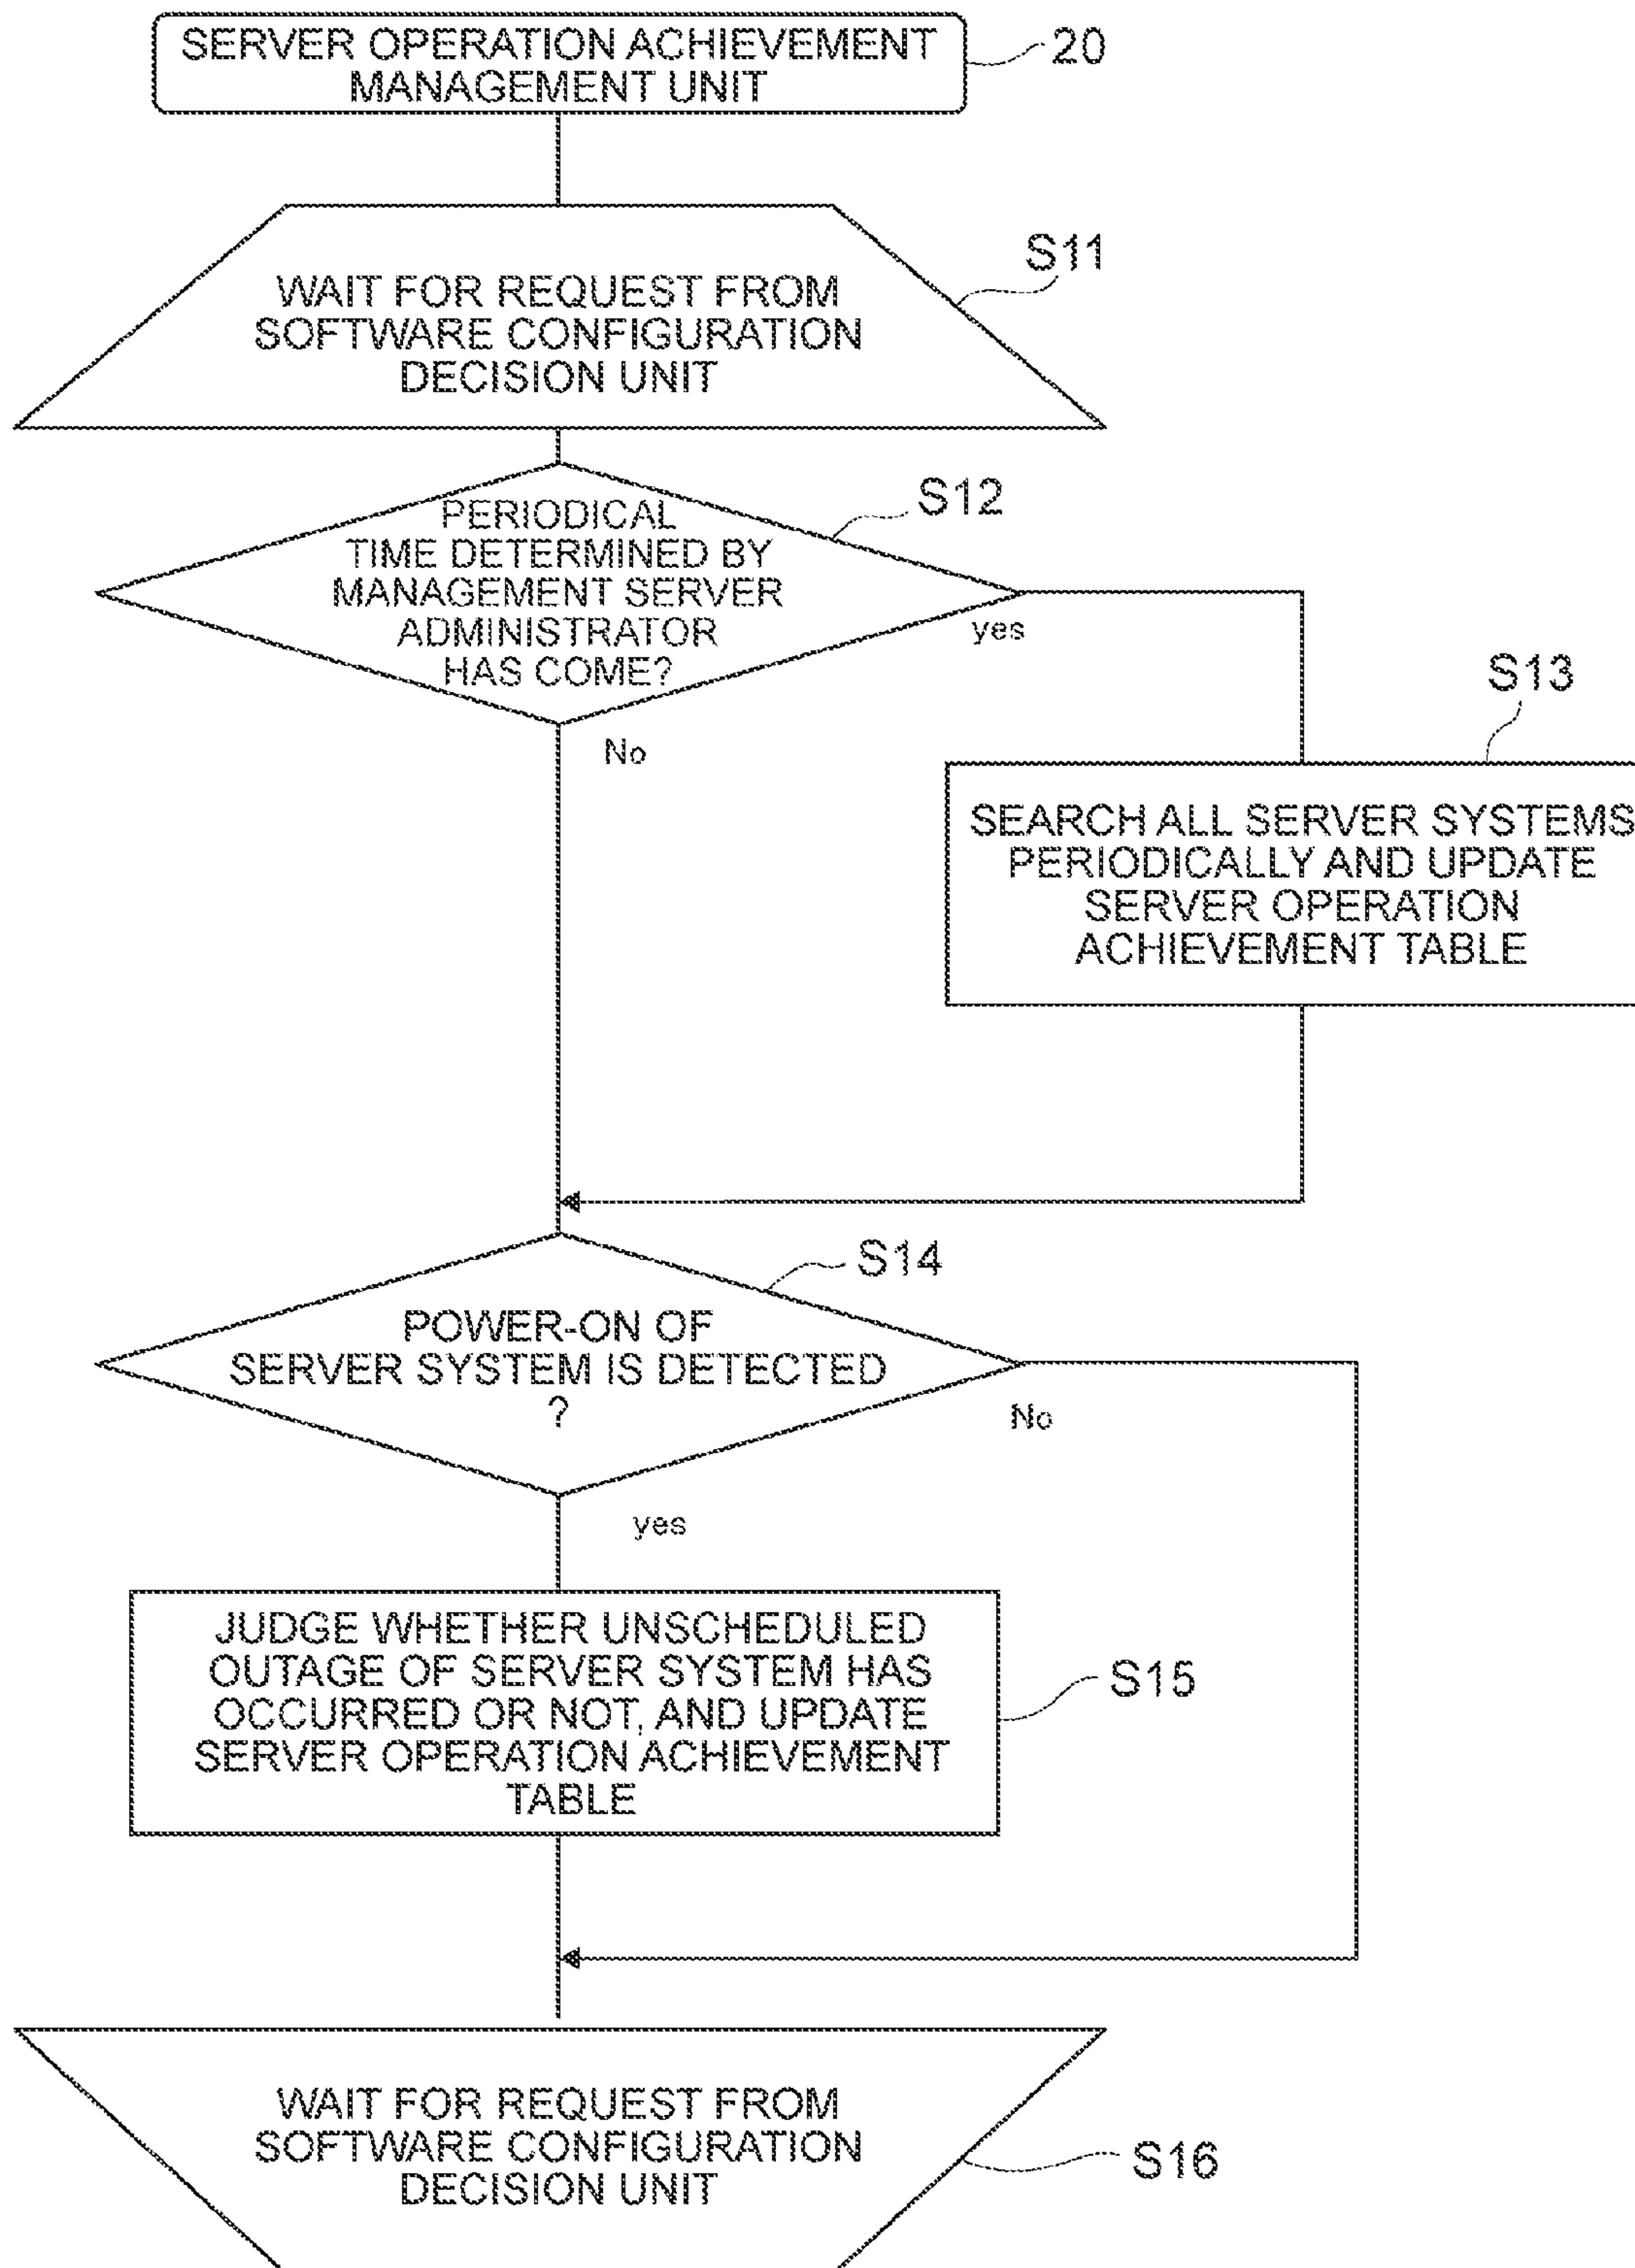 SERVER OPERATION ACHIEVEMENT
MANAGEMENT UNIT
20
WAIT FOR REQUEST FROM
SOFTWARE CONFIGURATION
DECISION UNIT
S11
PERIODICAL
TIME DETERMINED BY
MANAGEMENT SERVER
ADMINISTRATOR
HAS COME?
S12
yes
No
S13
SEARCH ALL SERVER SYSTEMS
PERIODICALLY AND UPDATE
SERVER OPERATION
ACHIEVEMENT TABLE
S14
POWER-ON OF
SERVER SYSTEM IS DETECTED
?
No
yes
JUDGE WHETHER UNSCHEDULED
OUTAGE OF SERVER SYSTEM HAS
OCCURRED OR NOT, AND UPDATE
SERVER OPERATION ACHIEVEMENT
TABLE
S15
WAIT FOR REQUEST FROM
SOFTWARE CONFIGURATION
DECISION UNIT
S16